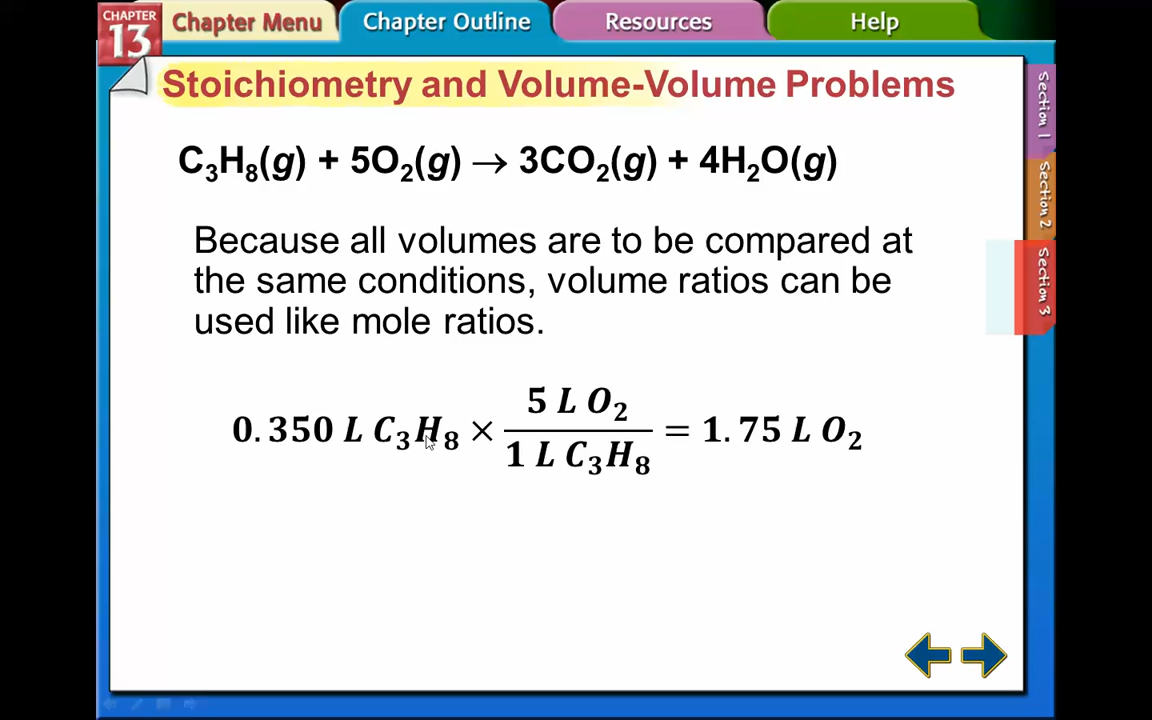 CHAPTER
13
Chapter Menu
Chapter Outline
Resources
Help
Stoichiometry and Volume-Volume Problems
C₃H₈(g) + 5O₂(g) → 3CO₂(g) + 4H₂O(g)
Because all volumes are to be compared at
the same conditions, volume ratios can be
used like mole ratios.
0.350 L C₃H₈ × 5 L O₂ / 1 L C₃H₈ = 1.75 L O₂
Section 1
Section 2
Section 3